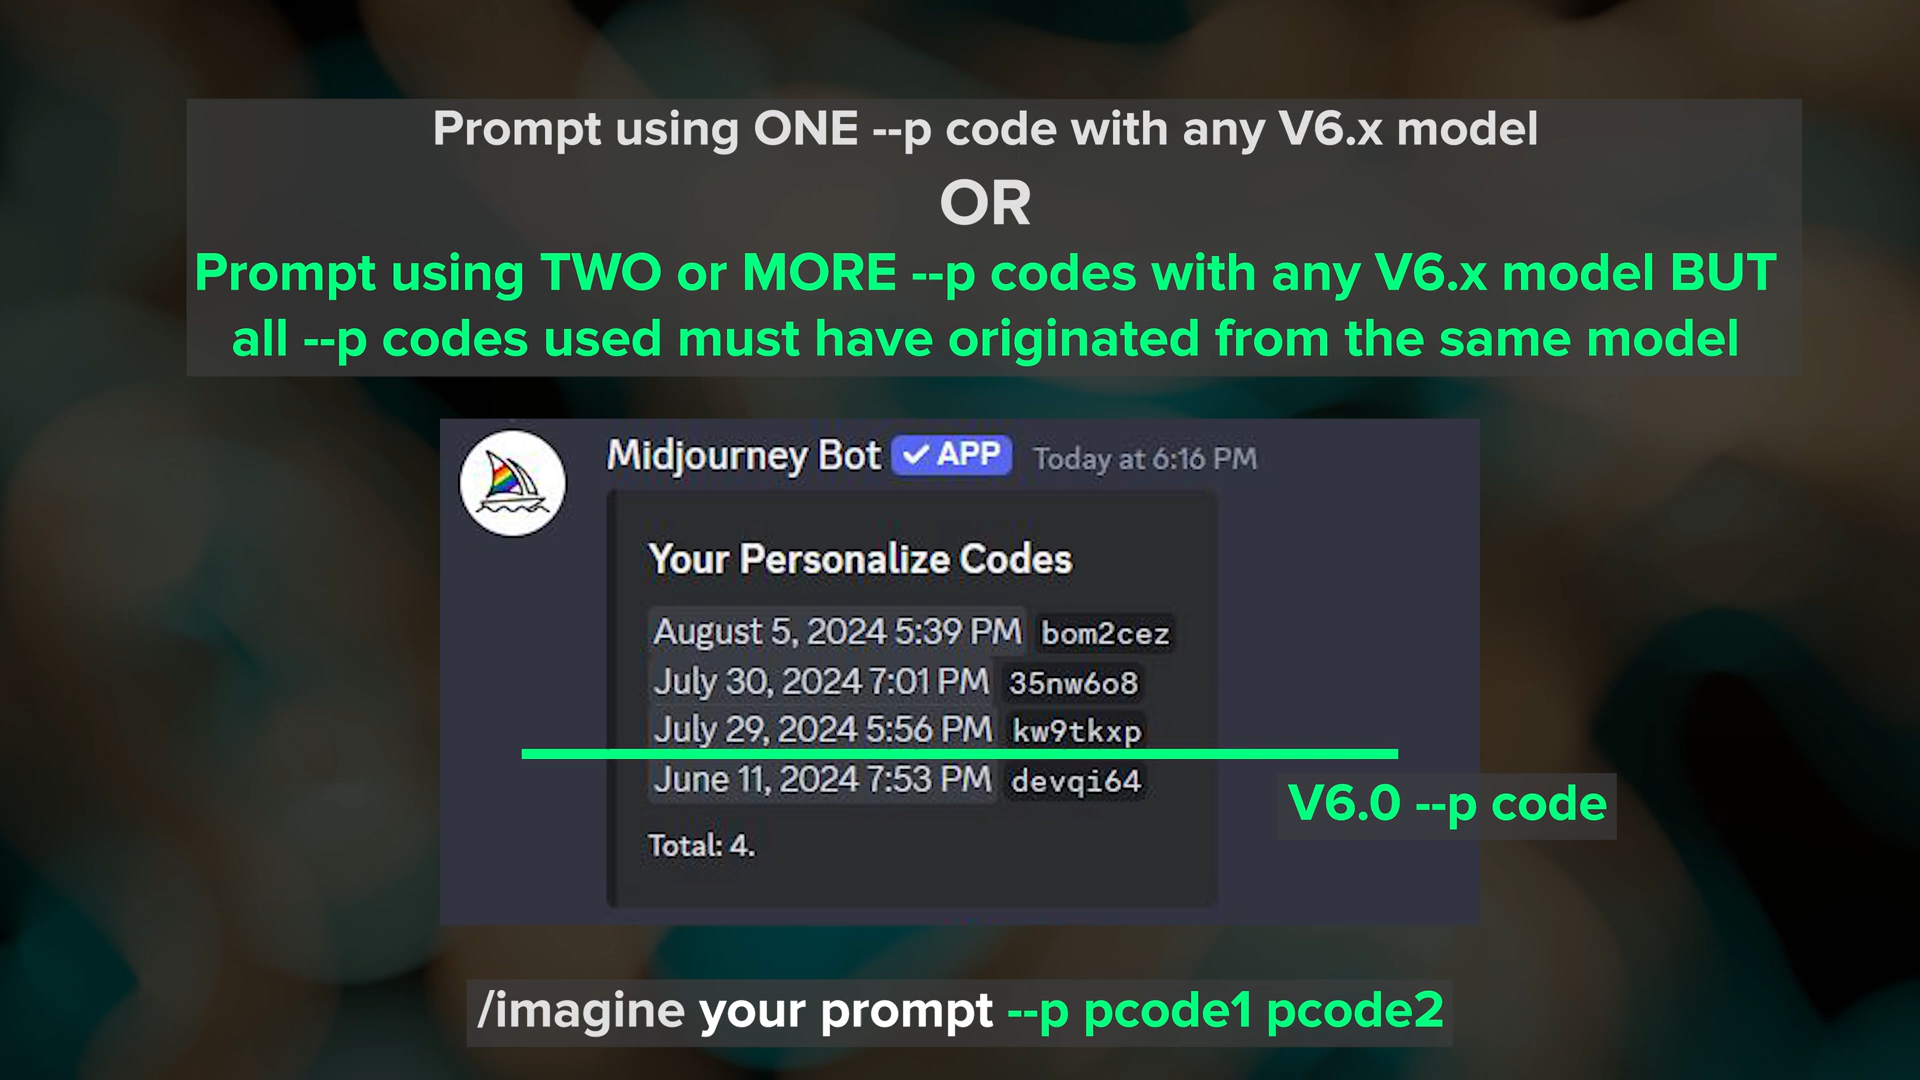 Prompt using ONE --p code with any V6.x model
OR
Prompt using TWO or MORE --p codes with any V6.x model BUT
all --p codes used must have originated from the same model
Midjourney Bot ✓ APP Today at 6:16 PM
Your Personalize Codes
August 5, 2024 5:39 PM bom2cez
July 30, 2024 7:01 PM 35nw6o8
July 29, 2024 5:56 PM kw9tkxp
June 11, 2024 7:53 PM devqi64
V6.0 --p code
Total: 4.
/imagine your prompt --p pcode1 pcode2